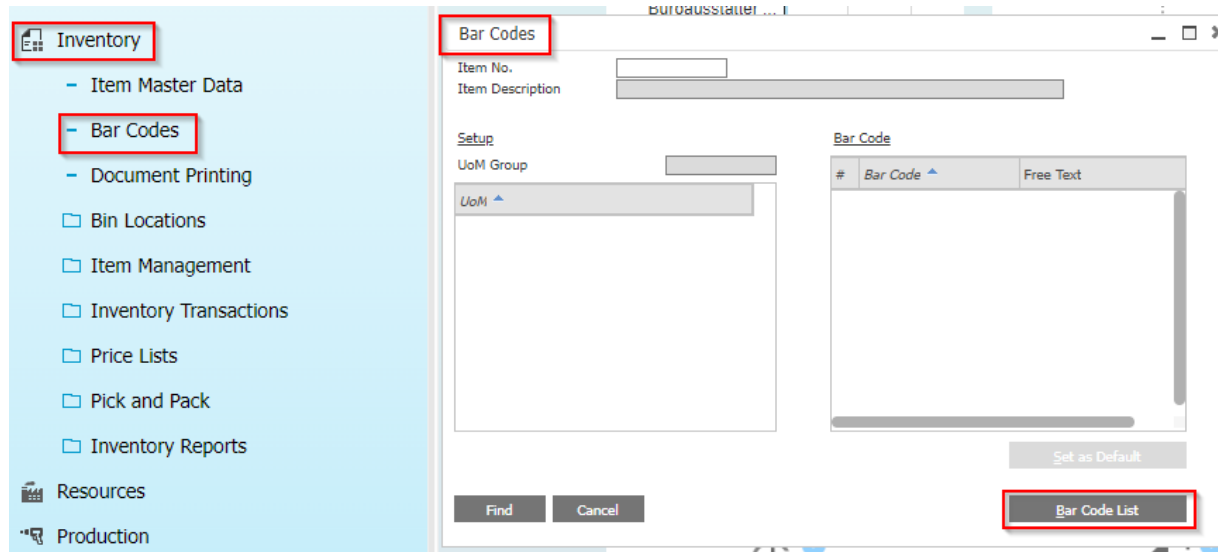 Inventory
Item Master Data
Bar Codes
Document Printing
Bin Locations
Item Management
Inventory Transactions
Price Lists
Pick and Pack
Inventory Reports
Resources
Production
Büroausstatter ...
Bar Codes
Item No.
Item Description
Setup
UoM Group
UoM
Bar Code
# Bar Code Free Text
Set as Default
Find Cancel Bar Code List